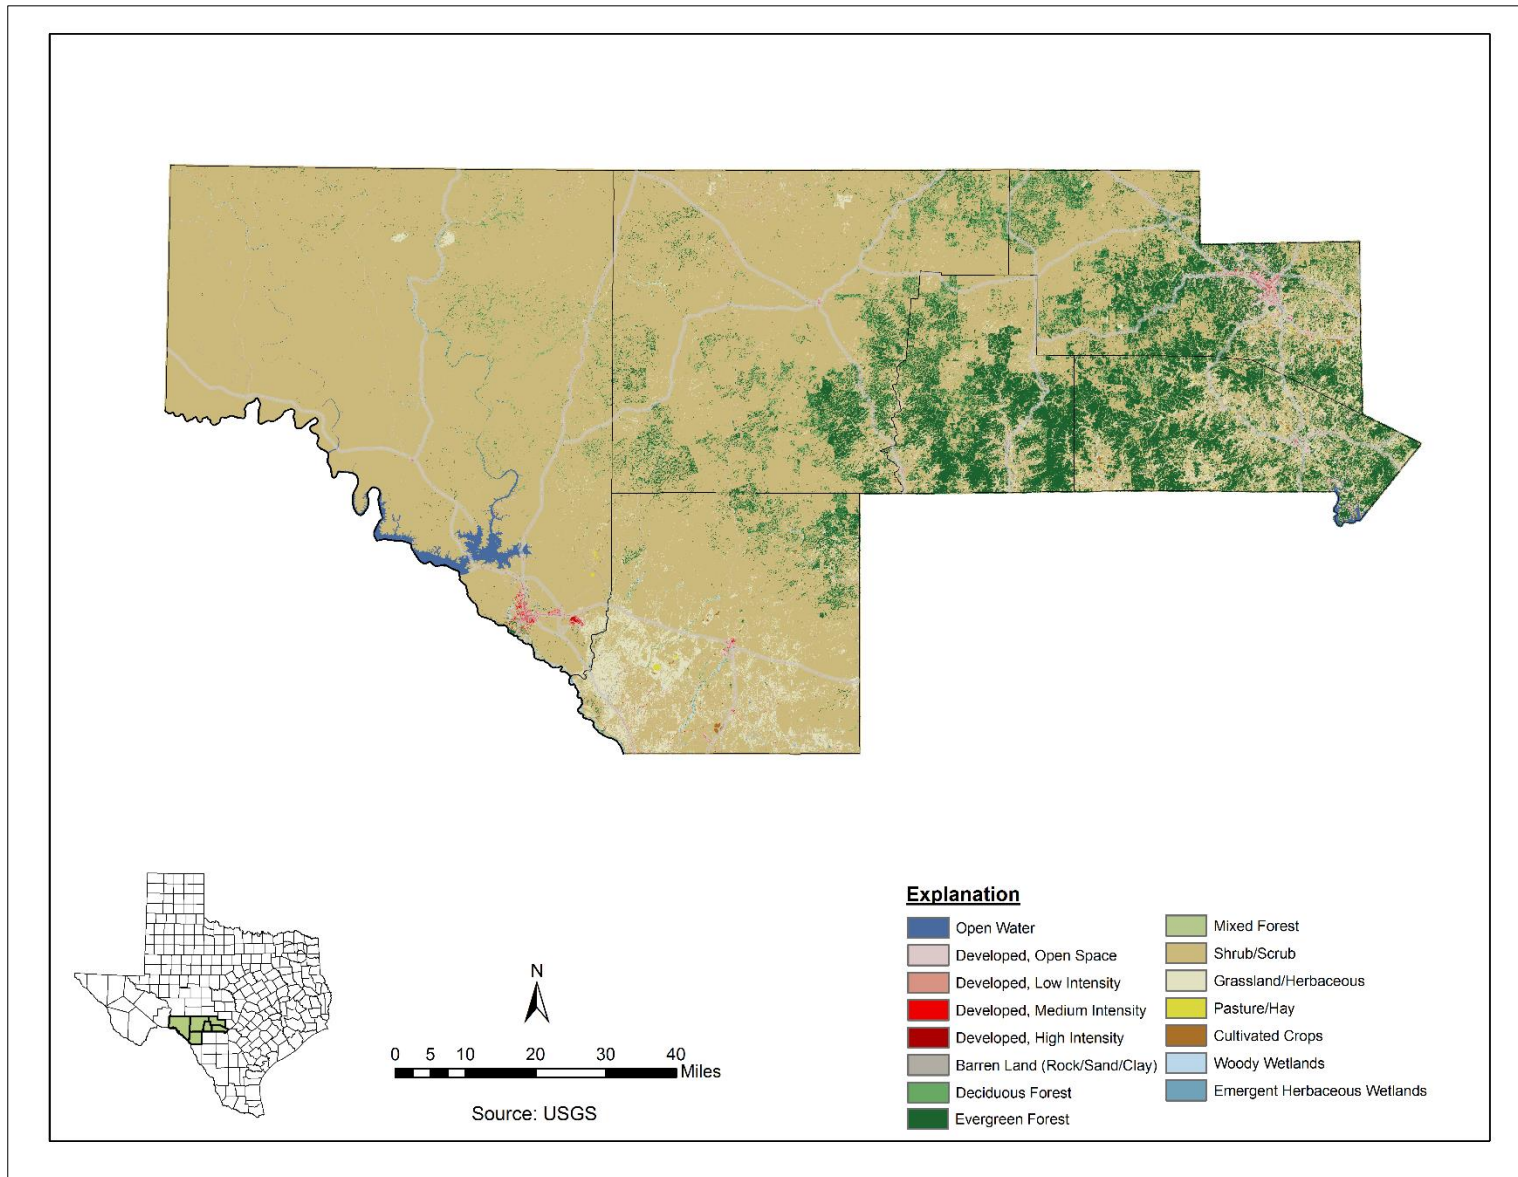 N
0 5 10 20 30 40
Miles
Source: USGS
Explanation
Open Water
Developed, Open Space
Developed, Low Intensity
Developed, Medium Intensity
Developed, High Intensity
Barren Land (Rock/Sand/Clay)
Deciduous Forest
Evergreen Forest
Mixed Forest
Shrub/Scrub
Grassland/Herbaceous
Pasture/Hay
Cultivated Crops
Woody Wetlands
Emergent Herbaceous Wetlands